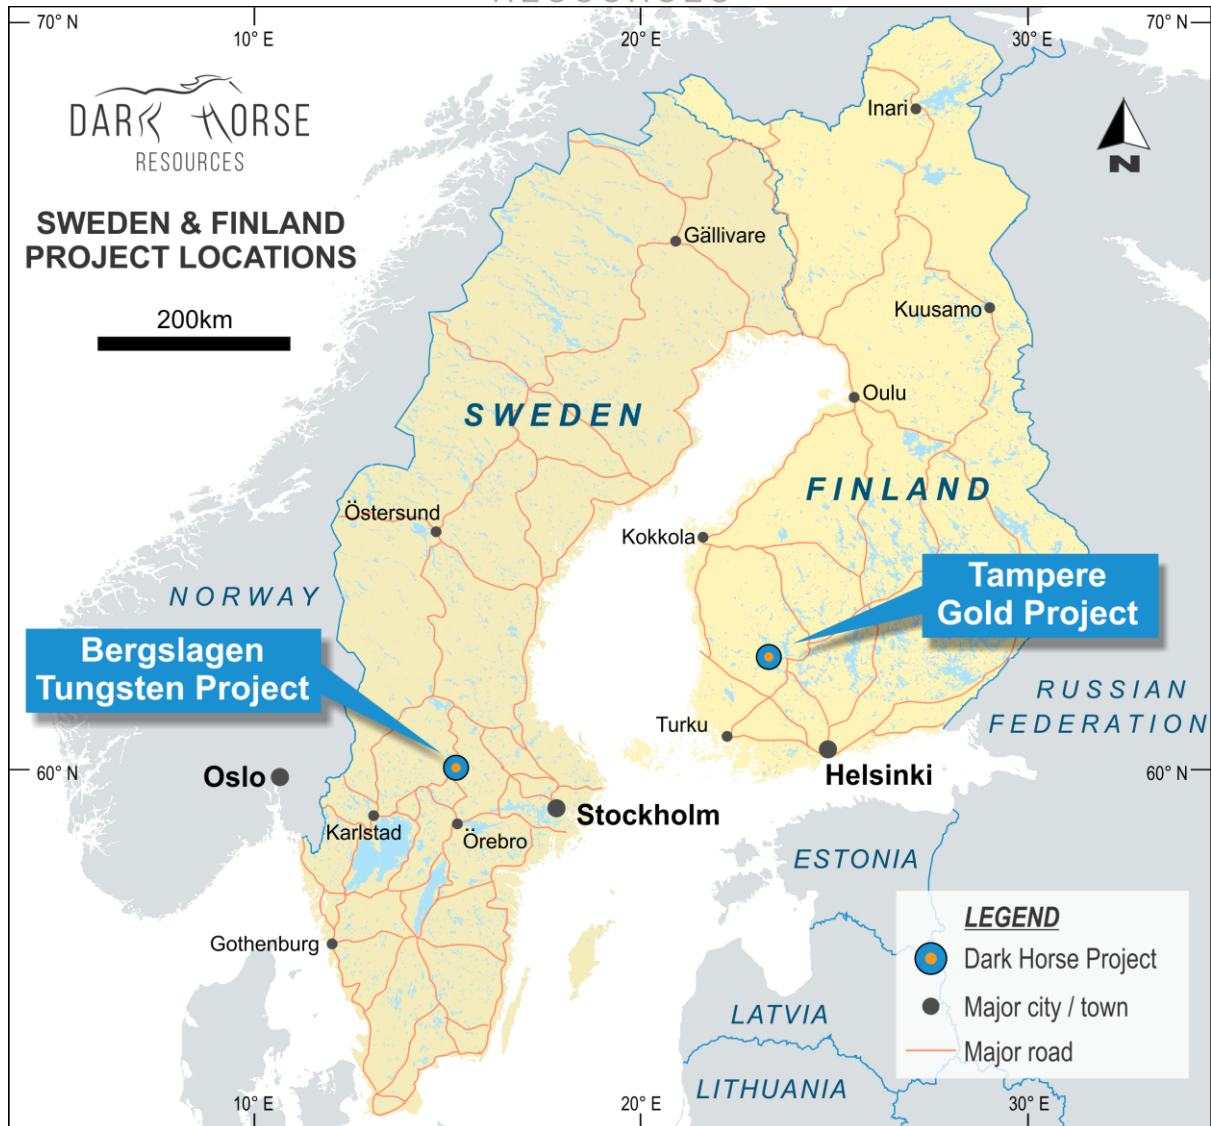 RESOURCES
70° N
10° E
20° E
30° E
70° N
DARK HORSE
RESOURCES
SWEDEN & FINLAND
PROJECT LOCATIONS
200km
N
Inari
Gällivare
Kuusamo
Oulu
SWEDEN
FINLAND
Östersund
Kokkola
NORWAY
Tampere
Gold Project
Bergslagen
Tungsten Project
RUSSIAN
FEDERATION
Turku
Helsinki
60° N
60° N
Oslo
Stockholm
Karlstad
Örebro
ESTONIA
Gothenburg
LEGEND
Dark Horse Project
Major city / town
Major road
LATVIA
LITHUANIA
10° E
20° E
30° E